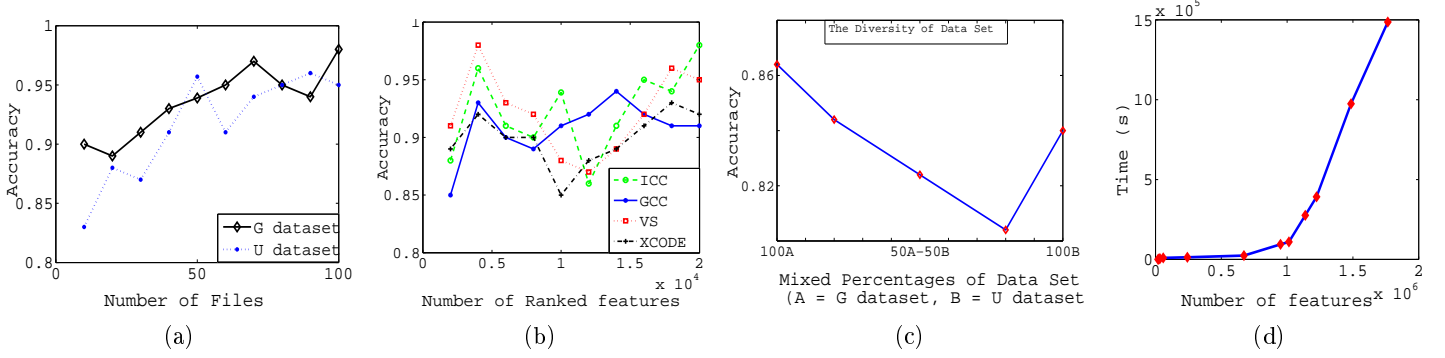 1
0.95
0.9
0.85
0.8
0
50
100
Accuracy
Number of Files
G dataset
U dataset
(a)
1
0.95
0.9
0.85
0.8
0
0.5
1
1.5
2
x 10^4
Accuracy
Number of Ranked features
ICC
GCC
VS
XCODE
(b)
The Diversity of Data Set
0.86
0.82
100A
50A-50B
100B
Accuracy
Mixed Percentages of Data Set
(A = G dataset, B = U dataset
(c)
15
x 10^5
10
5
0
0
0.5
1
1.5
2
x 10^6
Time (s)
Number of features
(d)